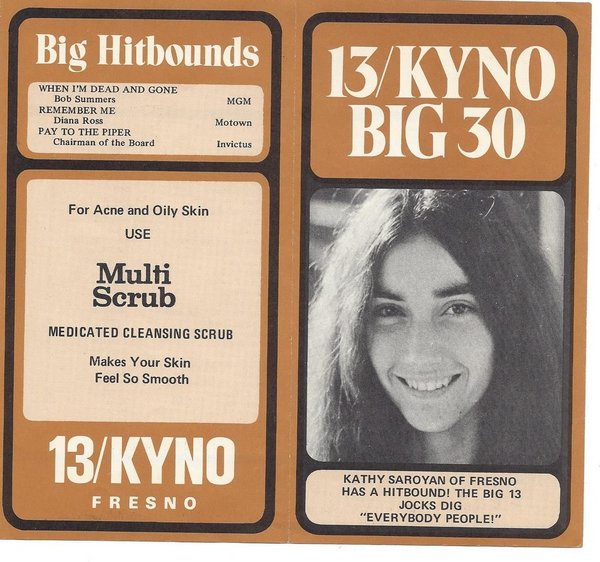 Big Hitbounds
WHEN I'M DEAD AND GONE
Bob Summers MGM
REMEMBER ME
Diana Ross Motown
PAY TO THE PIPER
Chairman of the Board Invictus
For Acne and Oily Skin
USE
Multi
Scrub
MEDICATED CLEANSING SCRUB
Makes Your Skin
Feel So Smooth
13/KYNO
FRESNO
13/KYNO
BIG 30
KATHY SAROYAN OF FRESNO
HAS A HITBOUND! THE BIG 13
JOCKS DIG
"EVERYBODY PEOPLE!"